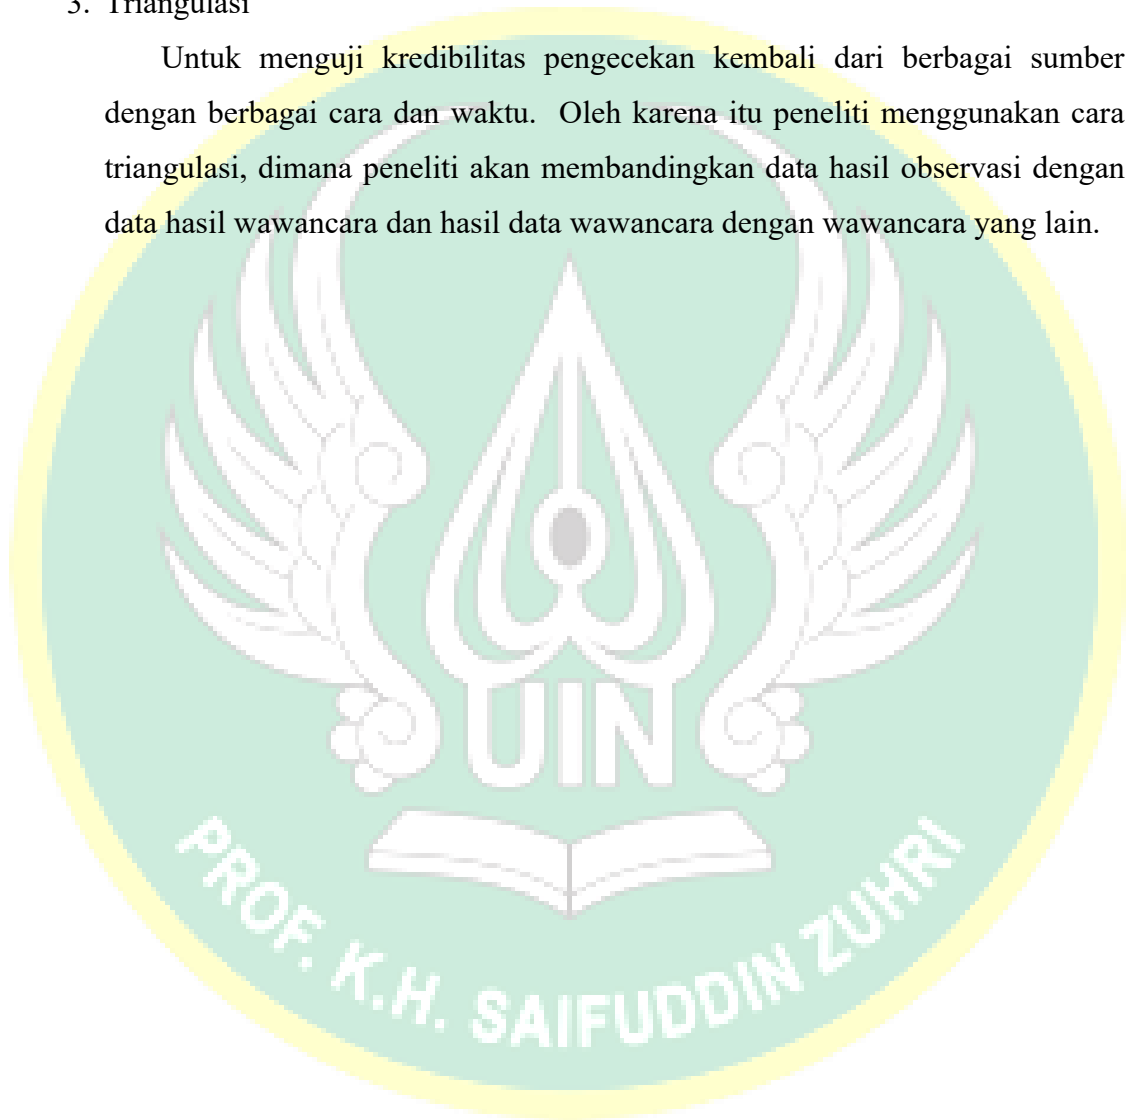 3. Triangulasi
Untuk menguji kredibilitas pengecekan kembali dari berbagai sumber
dengan berbagai cara dan waktu. Oleh karena itu peneliti menggunakan cara
triangulasi, dimana peneliti akan membandingkan data hasil observasi dengan
data hasil wawancara dan hasil data wawancara dengan wawancara yang lain.
UIN
PROF. K.H. SAIFUDDIN ZUHRI